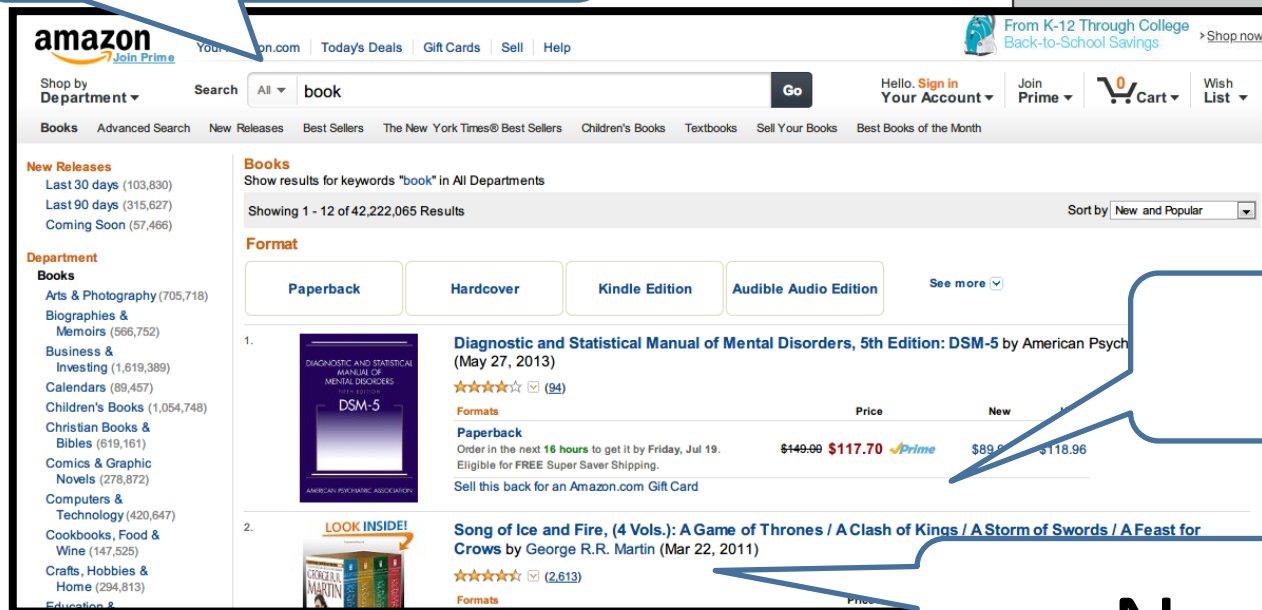 amazon
Join Prime
Today's Deals
Gift Cards
Sell
Help
From K-12 Through College
Back-to-School Savings
> Shop now
Shop by
Department
Search
All
book
Go
Hello. Sign in
Your Account
Join
Prime
0
Cart
Wish
List
Books
Advanced Search
New Releases
Best Sellers
The New York Times® Best Sellers
Children's Books
Textbooks
Sell Your Books
Best Books of the Month
New Releases
Last 30 days (103,830)
Last 90 days (315,627)
Coming Soon (57,466)
Department
Books
Arts & Photography (705,718)
Biographies &
Memoirs (566,752)
Business &
Investing (1,619,389)
Calendars (89,457)
Children's Books (1,054,748)
Christian Books &
Bibles (619,161)
Comics & Graphic
Novels (278,872)
Computers &
Technology (420,647)
Cookbooks, Food &
Wine (147,525)
Crafts, Hobbies &
Home (294,813)
Education &
Books
Show results for keywords "book" in All Departments
Showing 1 - 12 of 42,222,065 Results
Sort by New and Popular
Format
Paperback
Hardcover
Kindle Edition
Audible Audio Edition
See more
1.
DIAGNOSTIC AND STATISTICAL
MANUAL OF
MENTAL DISORDERS
FIFTH EDITION
DSM-5
AMERICAN PSYCHIATRIC ASSOCIATION
Diagnostic and Statistical Manual of Mental Disorders, 5th Edition: DSM-5 by American Psych
(May 27, 2013)
(94)
Formats Price New
Paperback
Order in the next 16 hours to get it by Friday, Jul 19.
Eligible for FREE Super Saver Shipping.
$149.00 $117.70 Prime $89.9 $118.96
Sell this back for an Amazon.com Gift Card
2.
LOOK INSIDE!
GEORGE R.R.
MARTIN
Song of Ice and Fire, (4 Vols.): A Game of Thrones / A Clash of Kings / A Storm of Swords / A Feast for
Crows by George R.R. Martin (Mar 22, 2011)
(2,613)
Formats